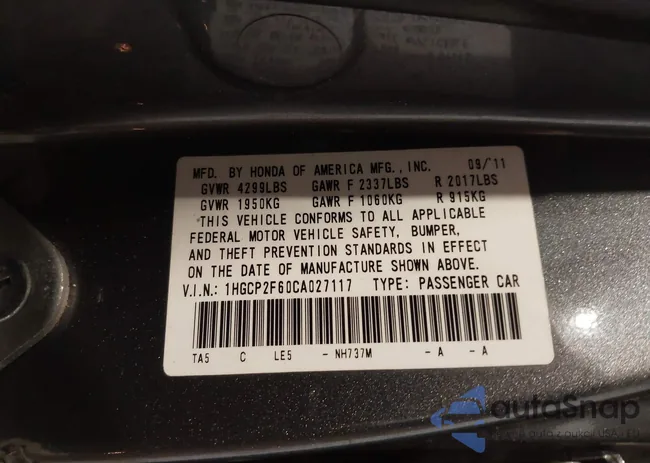 MFD. BY HONDA OF AMERICA MFG., INC. 09/11
GVWR 4299LBS GAWR F 2337LBS R 2017LBS
GVWR 1950KG GAWR F 1060KG R 915KG
THIS VEHICLE CONFORMS TO ALL APPLICABLE
FEDERAL MOTOR VEHICLE SAFETY, BUMPER,
AND THEFT PREVENTION STANDARDS IN EFFECT
ON THE DATE OF MANUFACTURE SHOWN ABOVE.
V.I.N.: 1HGCP2F60CA027117 TYPE: PASSENGER CAR
TA5 C LE5 - NH737M - A - A
autoSnap